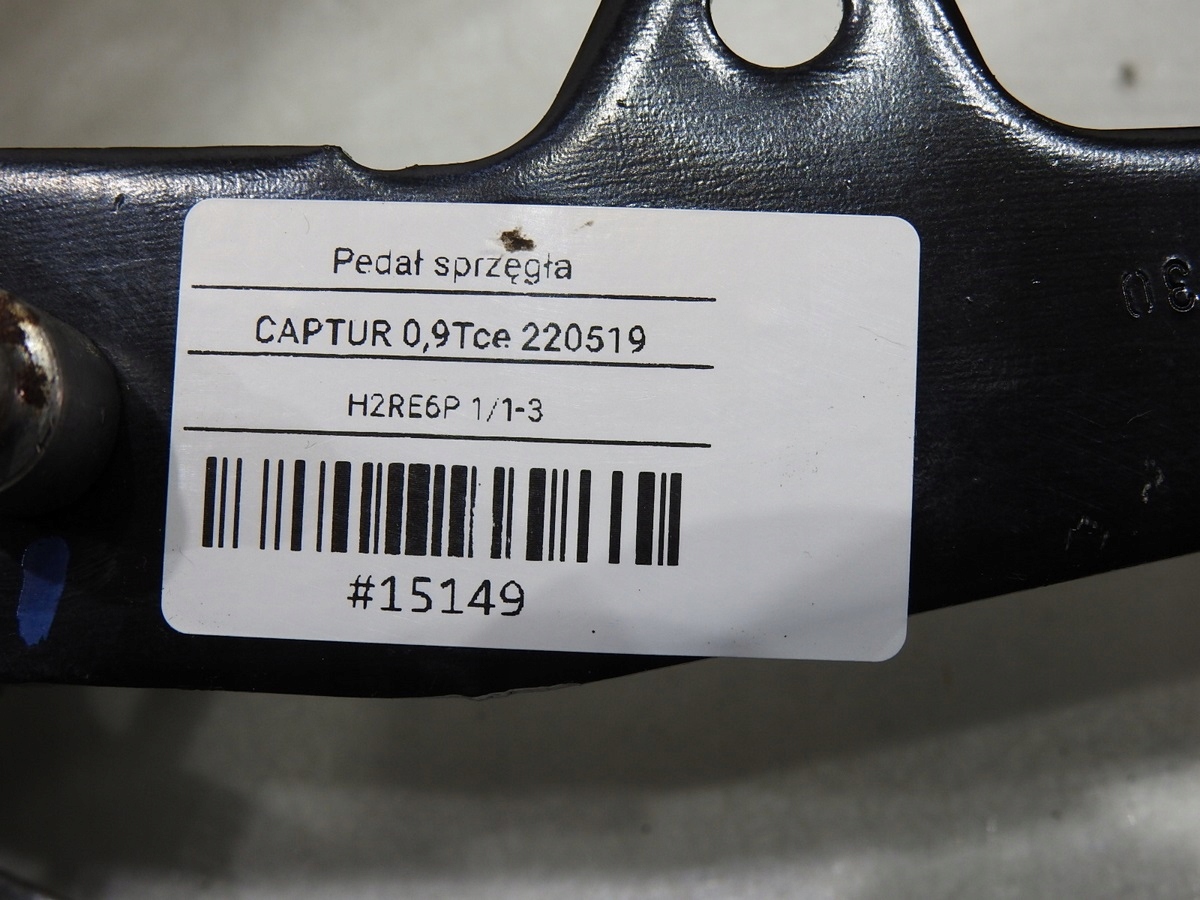 Pedał sprzęgła
CAPTUR 0,9Tce 220519
H2RE6P 1/1-3
#15149